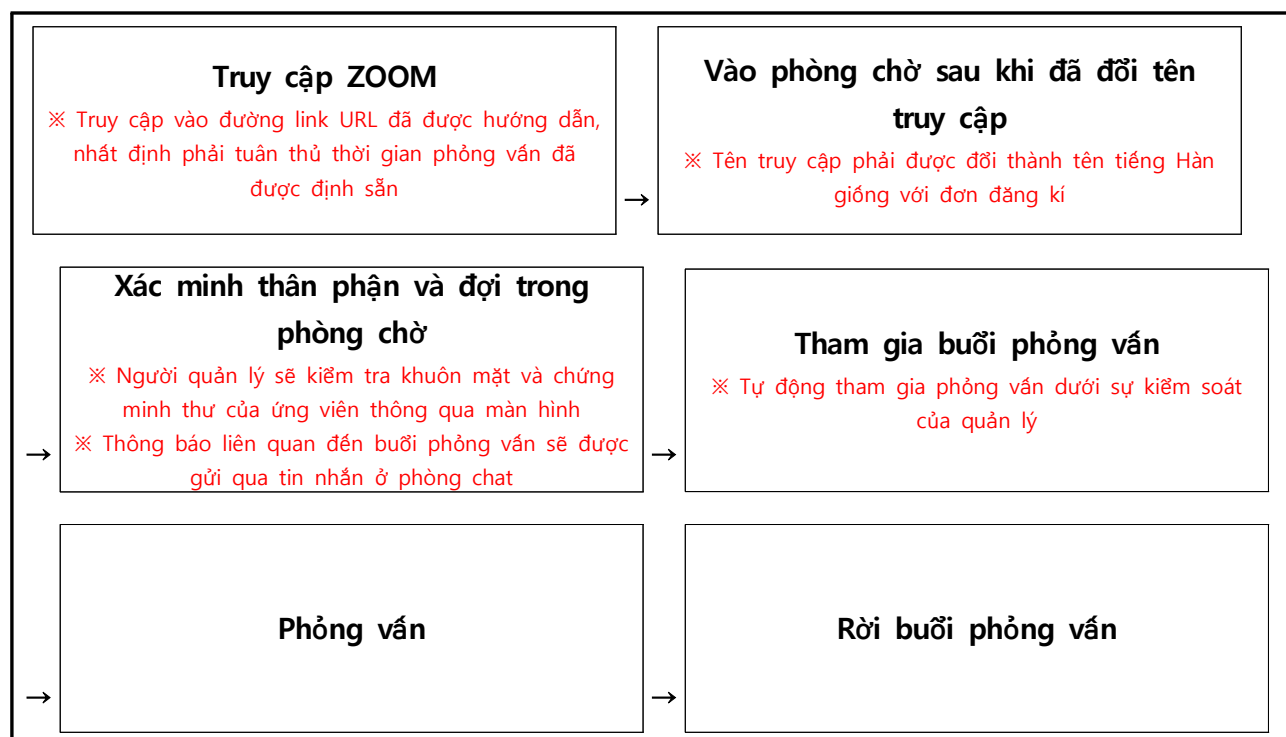 Truy cập ZOOM
※ Truy cập vào đường link URL đã được hướng dẫn,
nhất định phải tuân thủ thời gian phỏng vấn đã
được định sẵn
→
Vào phòng chờ sau khi đã đổi tên
truy cập
※ Tên truy cập phải được đổi thành tên tiếng Hàn
giống với đơn đăng kí
→
Xác minh thân phận và đợi trong
phòng chờ
※ Người quản lý sẽ kiểm tra khuôn mặt và chứng
minh thư của ứng viên thông qua màn hình
※ Thông báo liên quan đến buổi phỏng vấn sẽ được
gửi qua tin nhắn ở phòng chat
→
Tham gia buổi phỏng vấn
※ Tự động tham gia phỏng vấn dưới sự kiểm soát
của quản lý
→
Phỏng vấn
→
Rời buổi phỏng vấn